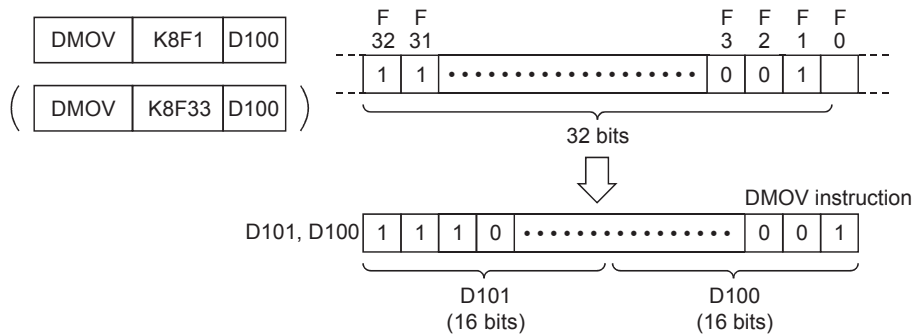 DMOV K8F1 D100
( DMOV K8F33 D100 )
F F F F F F
32 31 3 2 1 0
1 1 •••••••••••••••••••• 0 0 1
32 bits
DMOV instruction
D101, D100 1 1 1 0 •••••••••••••••• 0 0 1
D101 D100
(16 bits) (16 bits)